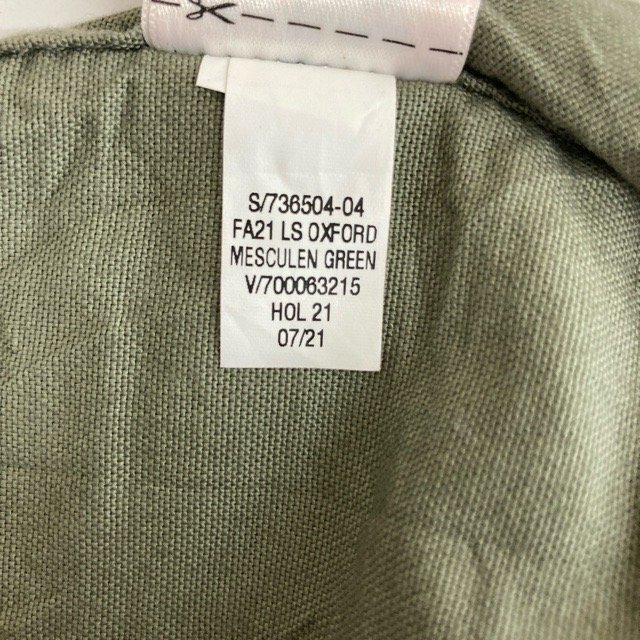 S/736504-04
FA21 LS OXFORD
MESCULEN GREEN
V/700063215
HOL 21
07/21